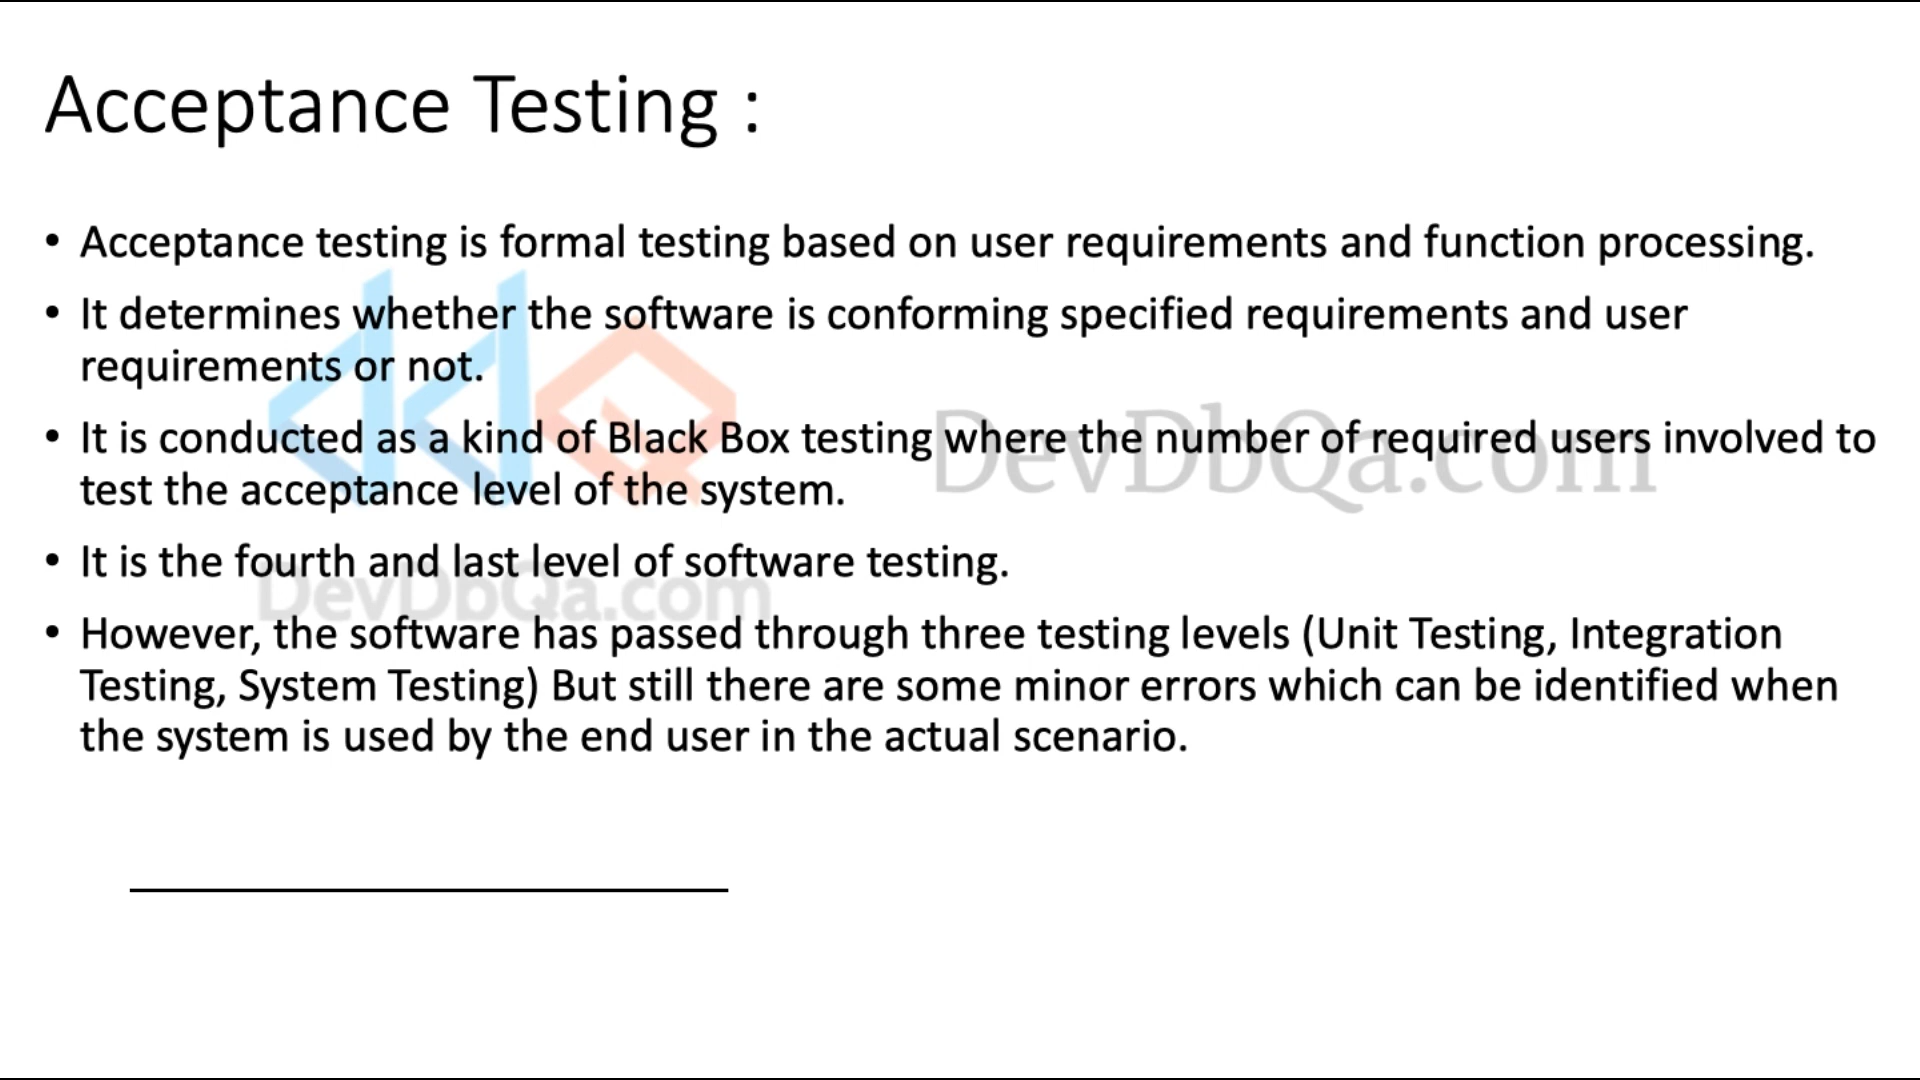 Acceptance Testing :
• Acceptance testing is formal testing based on user requirements and function processing.
• It determines whether the software is conforming specified requirements and user
requirements or not.
• It is conducted as a kind of Black Box testing where the number of required users involved to
test the acceptance level of the system.
DevDbQa.com
• It is the fourth and last level of software testing.
DevDbQa.com
• However, the software has passed through three testing levels (Unit Testing, Integration
Testing, System Testing) But still there are some minor errors which can be identified when
the system is used by the end user in the actual scenario.